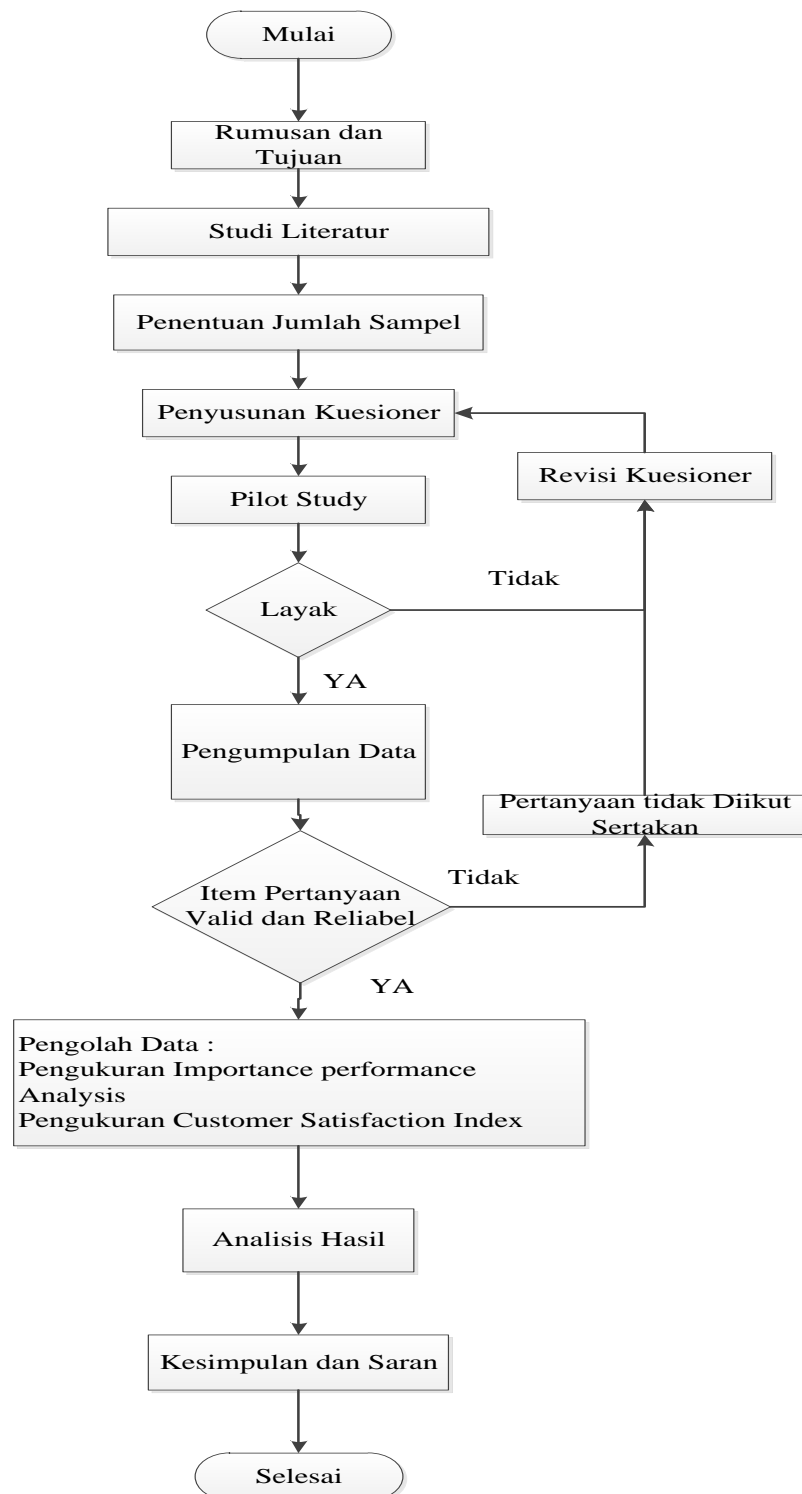 Mulai
Rumusan dan
Tujuan
Studi Literatur
Penentuan Jumlah Sampel
Penyusunan Kuesioner
Revisi Kuesioner
Pilot Study
Tidak
Layak
YA
Pengumpulan Data
Pertanyaan tidak Diikut
Sertakan
Tidak
Item Pertanyaan
Valid dan Reliabel
YA
Pengolah Data :
Pengukuran Importance performance
Analysis
Pengukuran Customer Satisfaction Index
Analisis Hasil
Kesimpulan dan Saran
Selesai